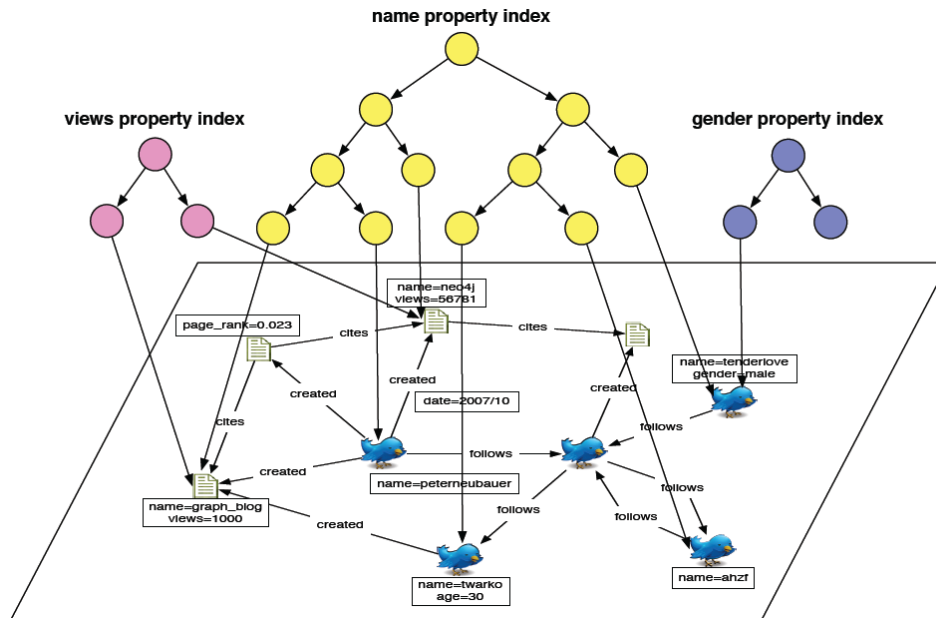 name property index
views property index
gender property index
name=neo4j
views=56781
page_rank=0.023
cites
cites
name=tenderlove
gender=male
created
created
created
date=2007/10
cites
follows
created
follows
name=peterneubauer
follows
name=graph_blog
views=1000
created
follows
follows
name=twarko
age=30
name=ahzf